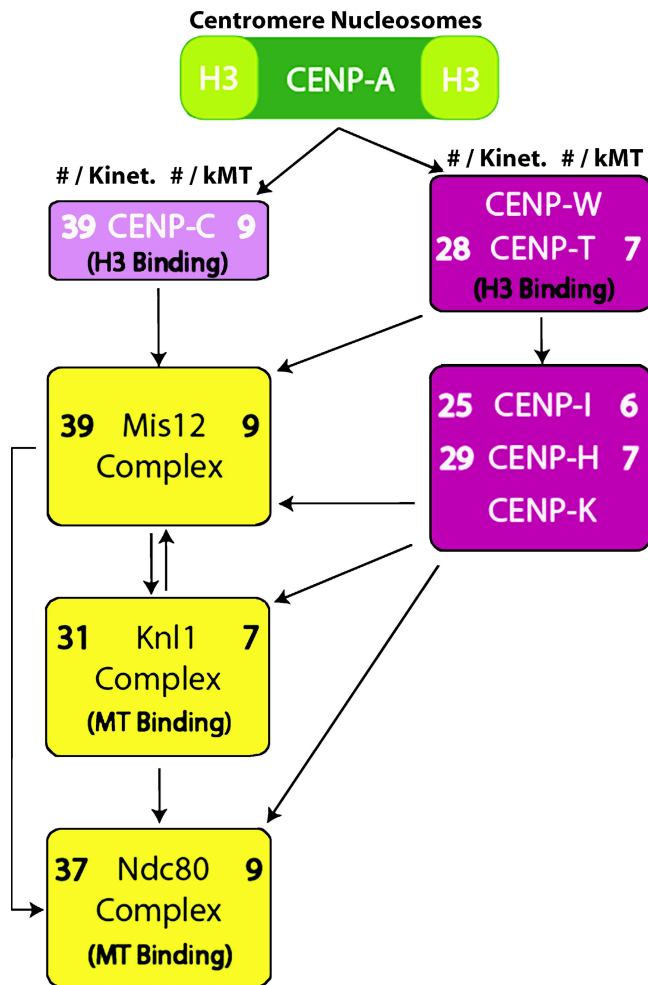 Centromere Nucleosomes
H3 CENP-A H3
# / Kinet. # / kMT
39 CENP-C 9
(H3 Binding)
# / Kinet. # / kMT
CENP-W
28 CENP-T 7
(H3 Binding)
39 Mis12 9
Complex
25 CENP-I 6
29 CENP-H 7
CENP-K
31 Knl1 7
Complex
(MT Binding)
37 Ndc80 9
Complex
(MT Binding)